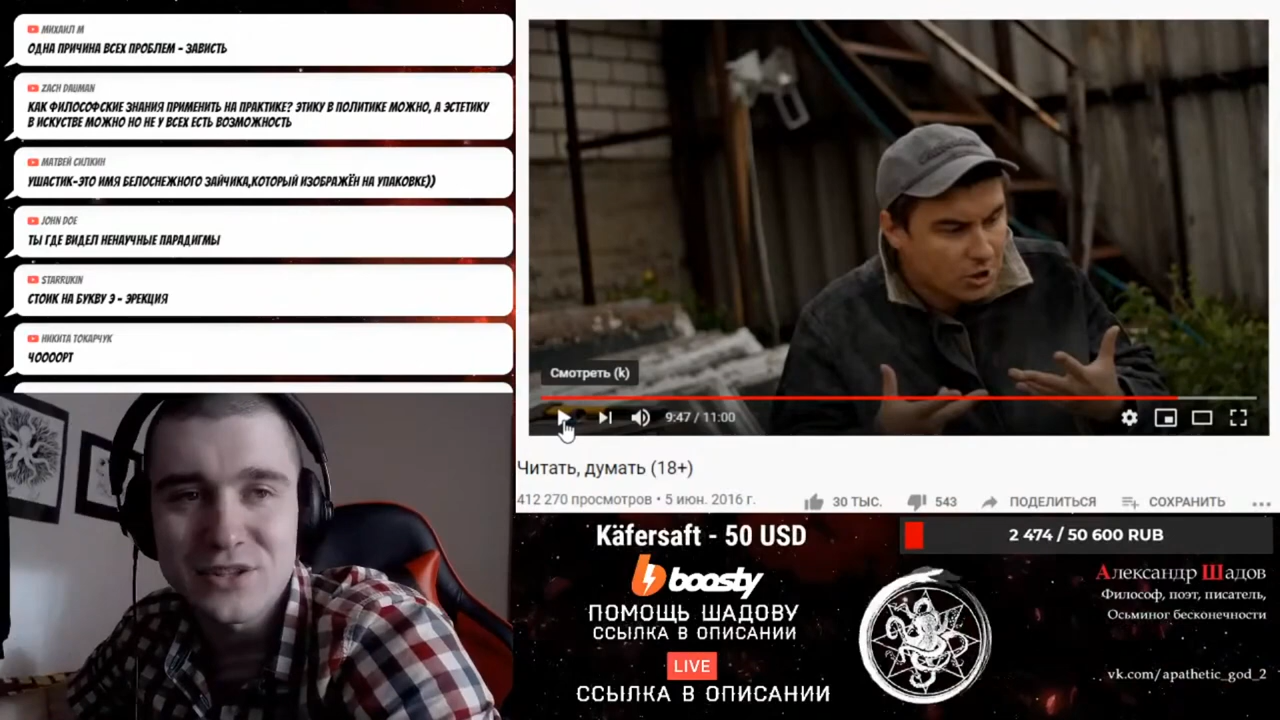 МИХАИЛ М
ОДНА ПРИЧИНА ВСЕХ ПРОБЛЕМ - ЗАВИСТЬ
ZACH DAUMAN
КАК ФИЛОСОФСКИЕ ЗНАНИЯ ПРИМЕНИТЬ НА ПРАКТИКЕ? ЭТИКУ В ПОЛИТИКЕ МОЖНО, А ЭСТЕТИКУ
В ИСКУСТВЕ МОЖНО НО НЕ У ВСЕХ ЕСТЬ ВОЗМОЖНОСТЬ
МАТВЕЙ СИЛКИН
УШАСТИК-ЭТО ИМЯ БЕЛОСНЕЖНОГО ЗАЙЧИКА,КОТОРЫЙ ИЗОБРАЖЁН НА УПАКОВКЕ))
JOHN DOE
ТЫ ГДЕ ВИДЕЛ НЕНАУЧНЫЕ ПАРАДИГМЫ
STARRUKIN
СТОИК НА БУКВУ Э - ЭРЕКЦИЯ
НИКИТА ТОКАРЧУК
ЧОООOРТ
Смотреть (k)
9:47 / 11:00
Читать, думать (18+)
412 270 просмотров • 5 июн. 2016 г.
30 ТЫС.
543
ПОДЕЛИТЬСЯ
СОХРАНИТЬ
Käfersaft - 50 USD
boosty
ПОМОЩЬ ШАДОВУ
ССЫЛКА В ОПИСАНИИ
LIVE
ССЫЛКА В ОПИСАНИИ
2 474 / 50 600 RUB
Александр Шадов
Философ, поэт, писатель,
Осьминог бесконечности
vk.com/apathetic_god_2